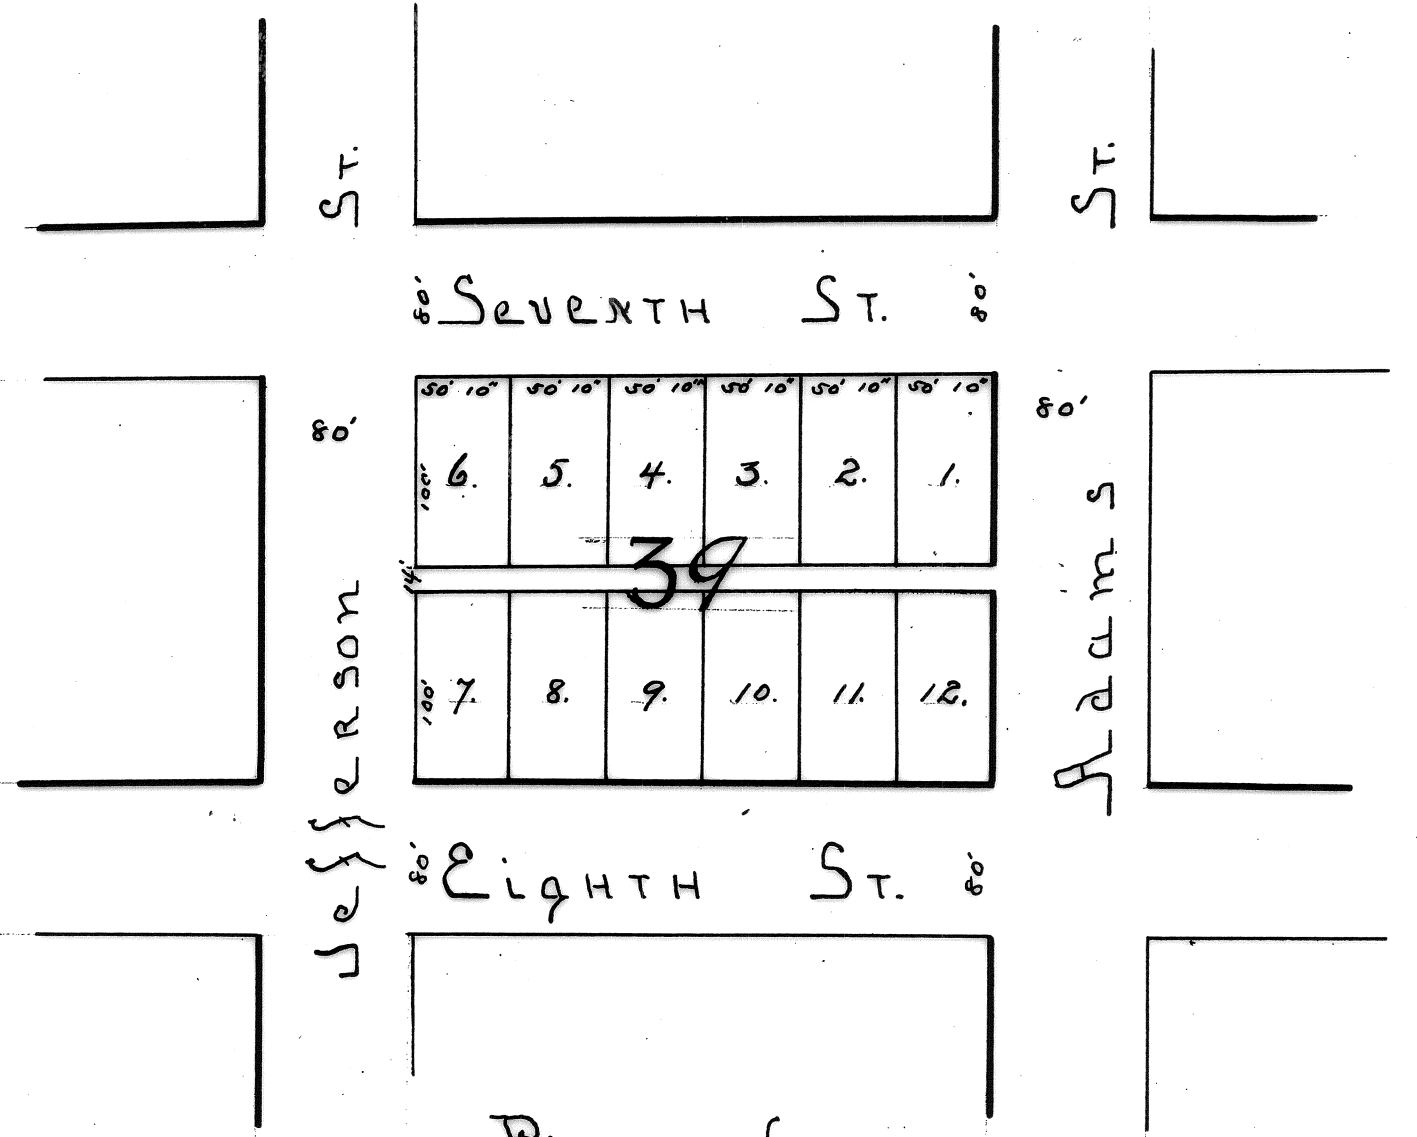 St.
St.
80' Seventh St. 80'
50' 10" 50' 10" 50' 10" 50' 10" 50' 10" 50' 10"
80'
80'
100' 6. 5. 4. 3. 2. 1.
14'
39
100' 7. 8. 9. 10. 11. 12.
Jefferson
Adams
80' Eighth St. 80'